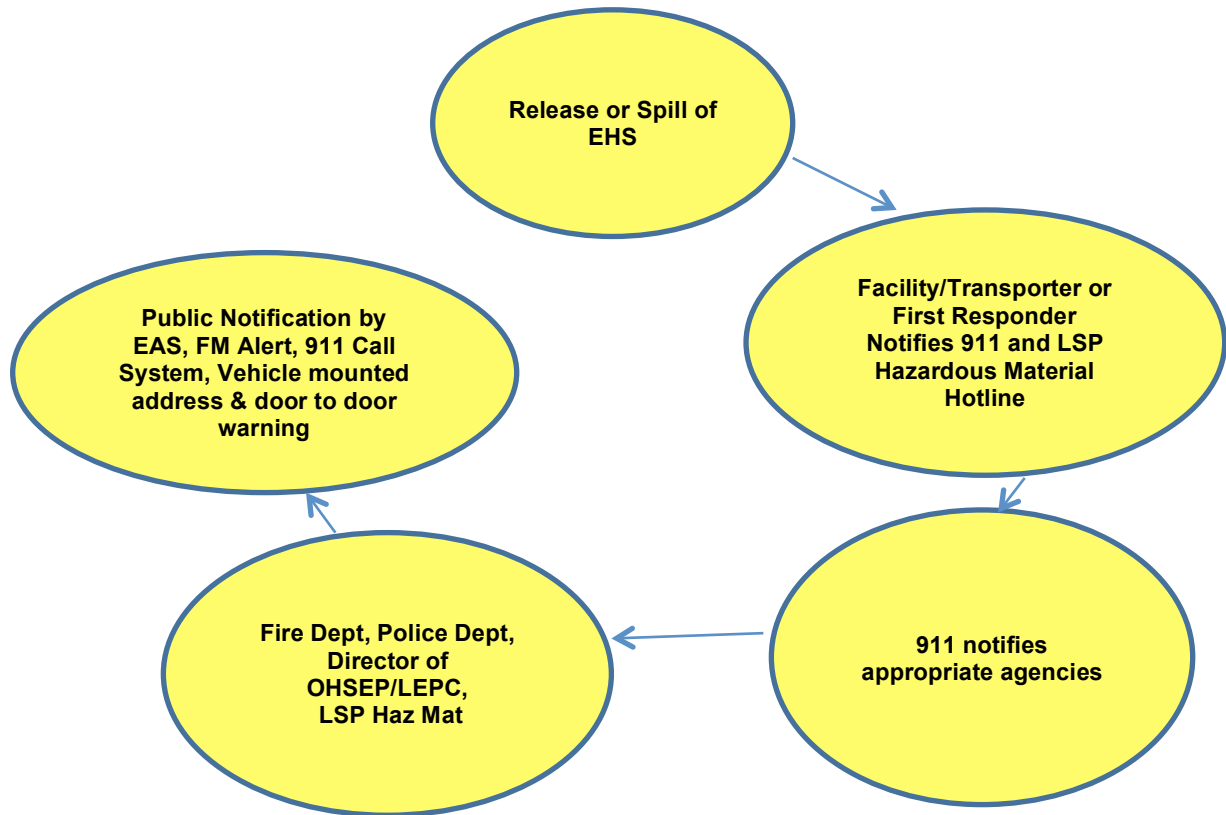 Release or Spill of
EHS
Facility/Transporter or
First Responder
Notifies 911 and LSP
Hazardous Material
Hotline
911 notifies
appropriate agencies
Fire Dept, Police Dept,
Director of
OHSEP/LEPC,
LSP Haz Mat
Public Notification by
EAS, FM Alert, 911 Call
System, Vehicle mounted
address & door to door
warning